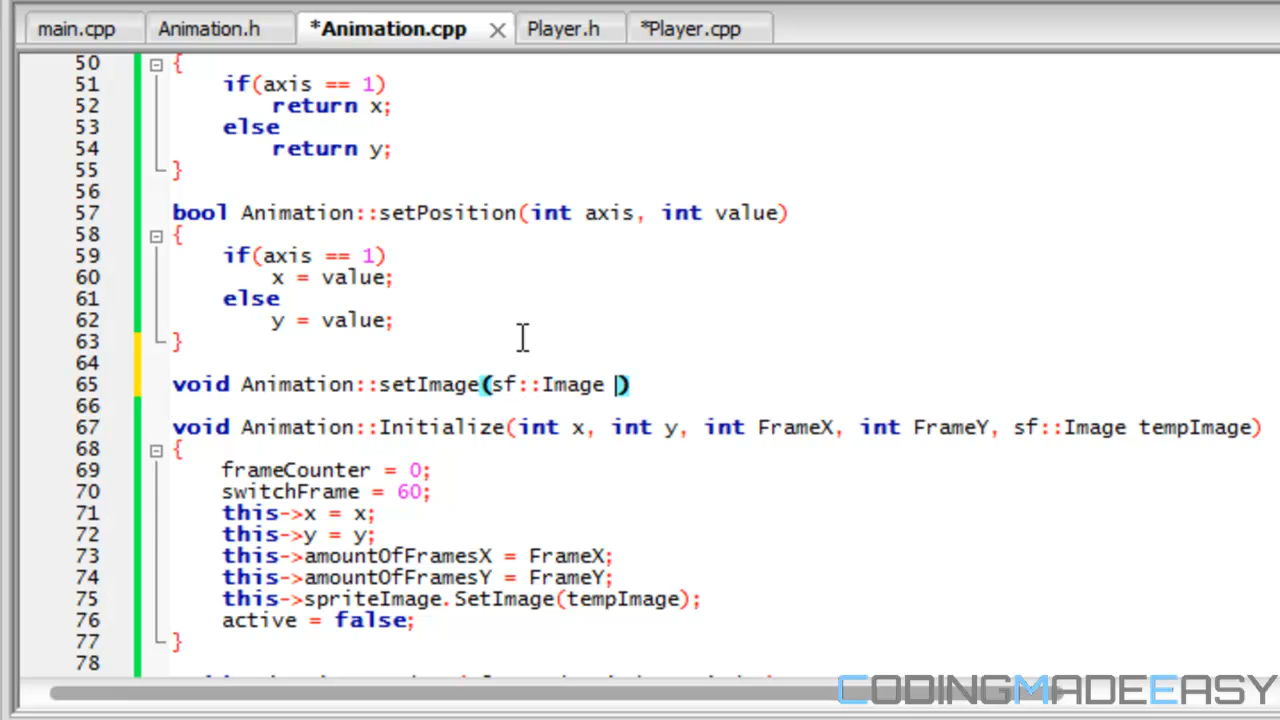 main.cpp Animation.h *Animation.cpp Player.h *Player.cpp
50 {
51 if(axis == 1)
52 return x;
53 else
54 return y;
55 }
56
57 bool Animation::setPosition(int axis, int value)
58 {
59 if(axis == 1)
60 x = value;
61 else
62 y = value;
63 }
64
65 void Animation::setImage(sf::Image )
66
67 void Animation::Initialize(int x, int y, int FrameX, int FrameY, sf::Image tempImage)
68 {
69 frameCounter = 0;
70 switchFrame = 60;
71 this->x = x;
72 this->y = y;
73 this->amountOfFramesX = FrameX;
74 this->amountOfFramesY = FrameY;
75 this->spriteImage.SetImage(tempImage);
76 active = false;
77 }
78
CODINGMADEEASY